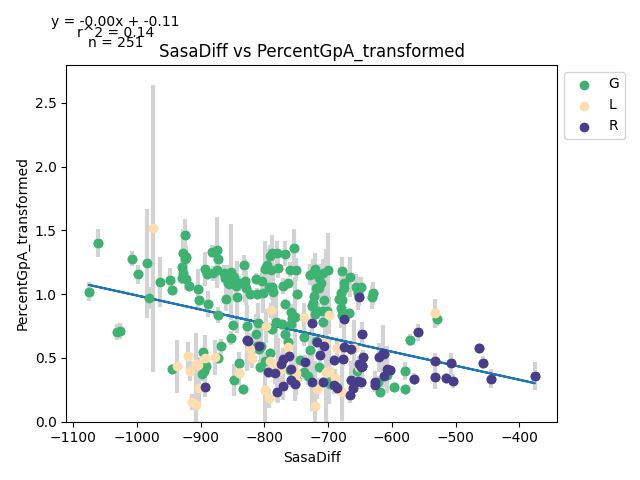 y = -0.00x + -0.11
r^2 = 0.14
n = 251
SasaDiff vs PercentGpA_transformed
G
L
R
2.5
2.0
1.5
1.0
0.5
0.0
PercentGpA_transformed
−1100 −1000 −900 −800 −700 −600 −500 −400
SasaDiff